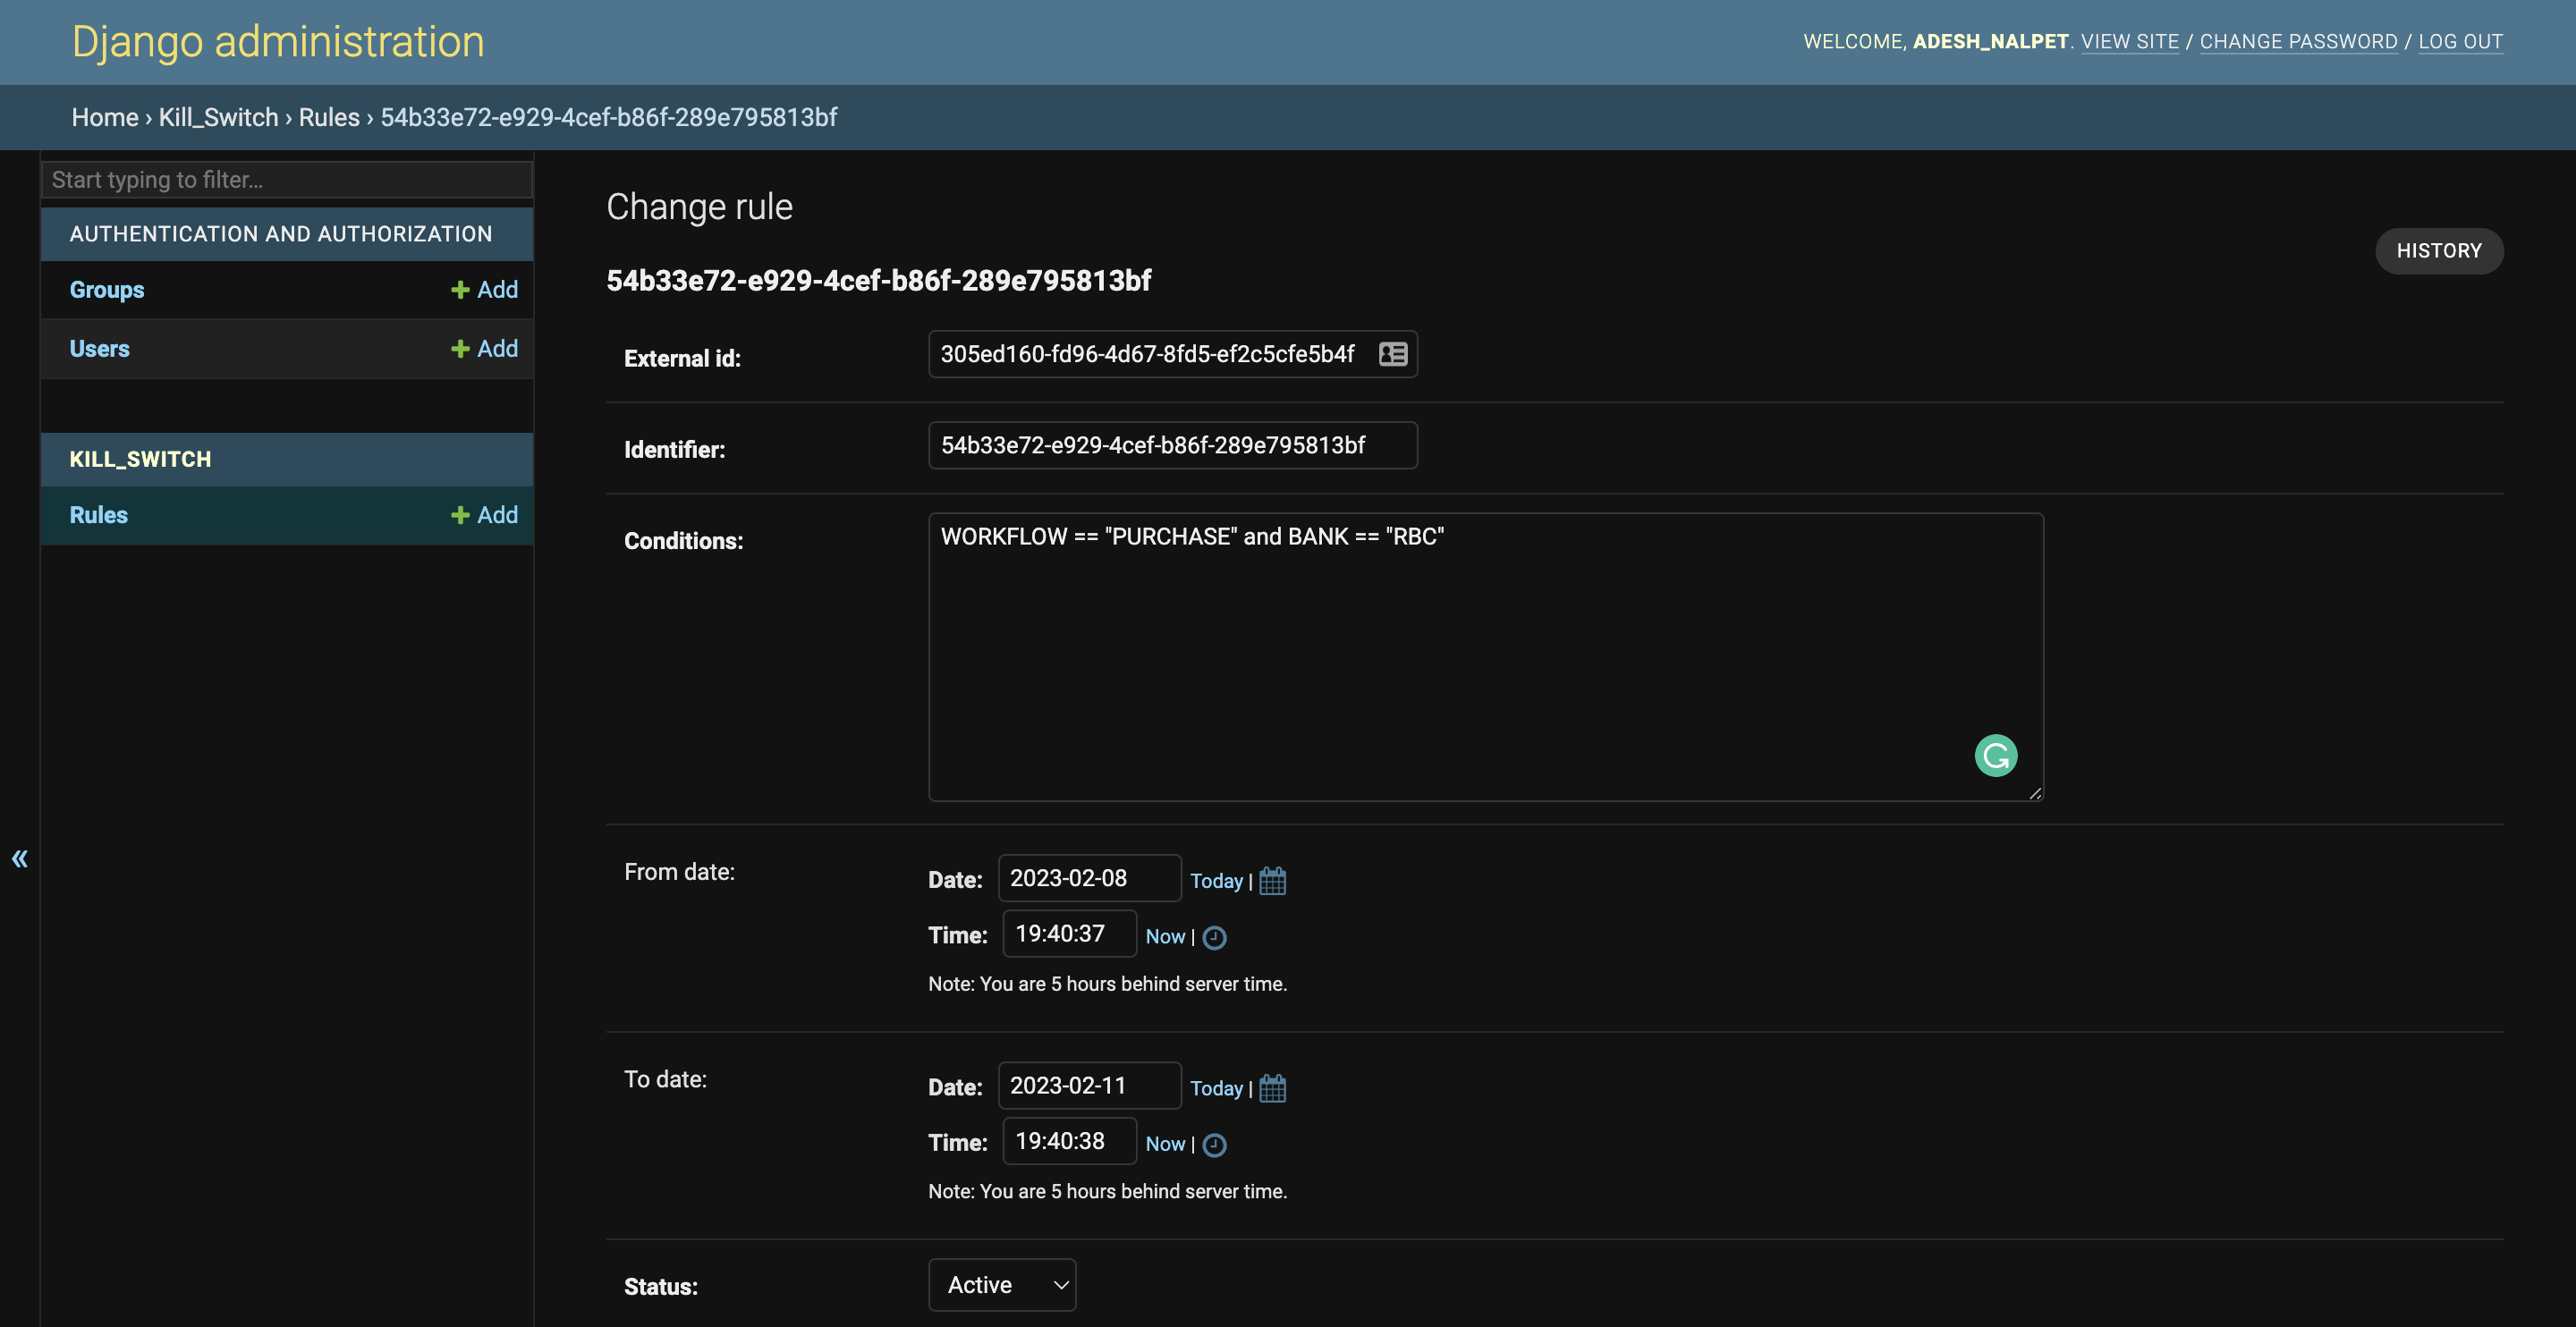 Django administration
WELCOME, ADESH_NALPET. VIEW SITE / CHANGE PASSWORD / LOG OUT
Home › Kill_Switch › Rules › 54b33e72-e929-4cef-b86f-289e795813bf
Start typing to filter...
AUTHENTICATION AND AUTHORIZATION
Groups + Add
Users + Add
KILL_SWITCH
Rules + Add
«
Change rule
HISTORY
54b33e72-e929-4cef-b86f-289e795813bf
External id: 305ed160-fd96-4d67-8fd5-ef2c5cfe5b4f
Identifier: 54b33e72-e929-4cef-b86f-289e795813bf
Conditions: WORKFLOW == "PURCHASE" and BANK == "RBC"
From date: Date: 2023-02-08 Today |
Time: 19:40:37 Now |
Note: You are 5 hours behind server time.
To date: Date: 2023-02-11 Today |
Time: 19:40:38 Now |
Note: You are 5 hours behind server time.
Status: Active